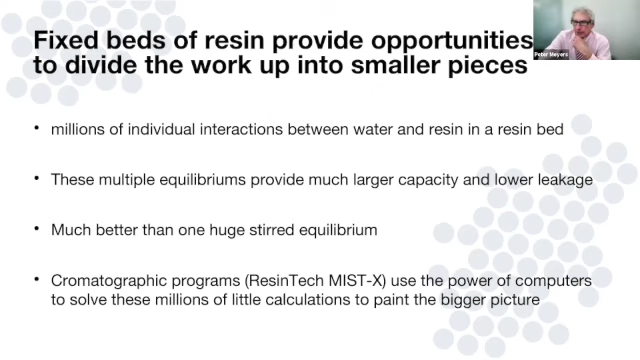 Fixed beds of resin provide opportunities
to divide the work up into smaller pieces
Peter Meyers
• millions of individual interactions between water and resin in a resin bed
• These multiple equilibriums provide much larger capacity and lower leakage
• Much better than one huge stirred equilibrium
• Cromatographic programs (ResinTech MIST-X) use the power of computers
to solve these millions of little calculations to paint the bigger picture